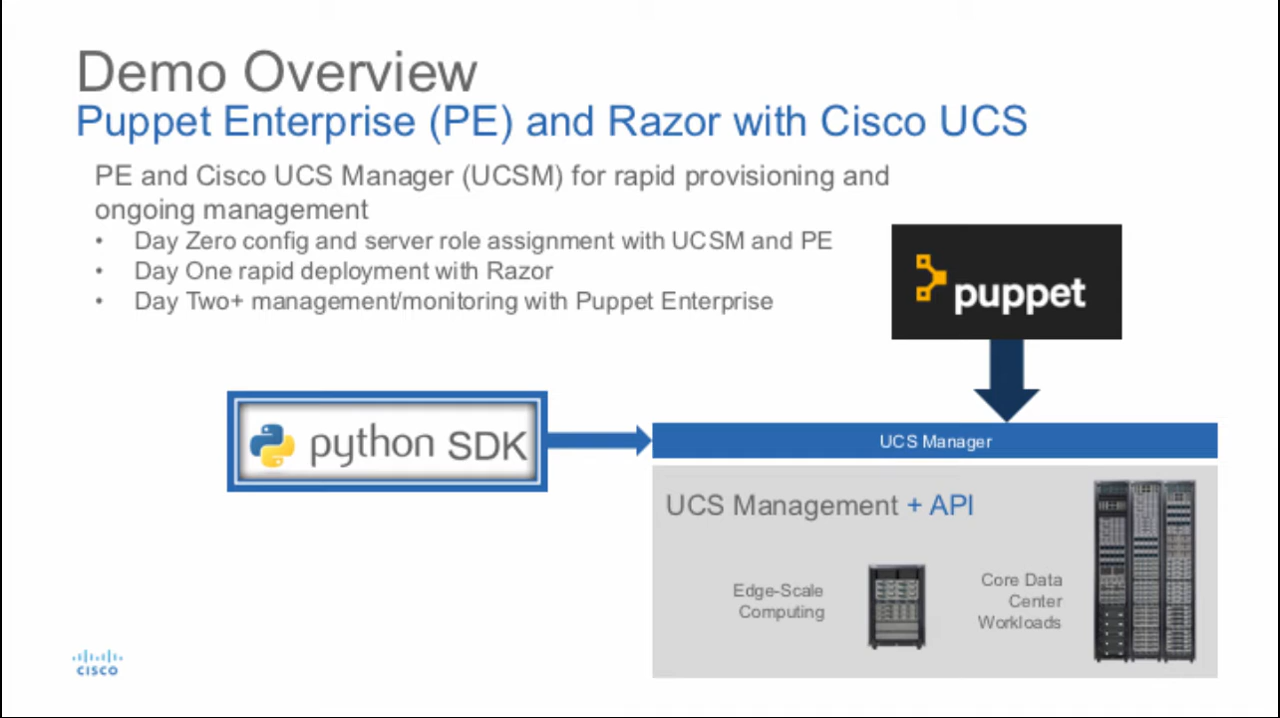 Demo Overview
Puppet Enterprise (PE) and Razor with Cisco UCS
PE and Cisco UCS Manager (UCSM) for rapid provisioning and
ongoing management
• Day Zero config and server role assignment with UCSM and PE
• Day One rapid deployment with Razor
• Day Two+ management/monitoring with Puppet Enterprise
puppet
python SDK
UCS Manager
UCS Management + API
Edge-Scale
Computing
Core Data
Center
Workloads
CISCO